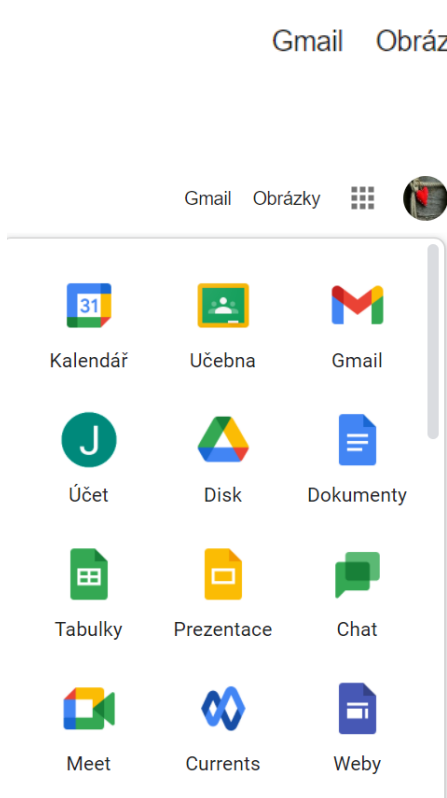 Gmail Obráz
Gmail Obrázky
31
Kalendář Učebna Gmail
J
Účet Disk Dokumenty
Tabulky Prezentace Chat
Meet Currents Weby